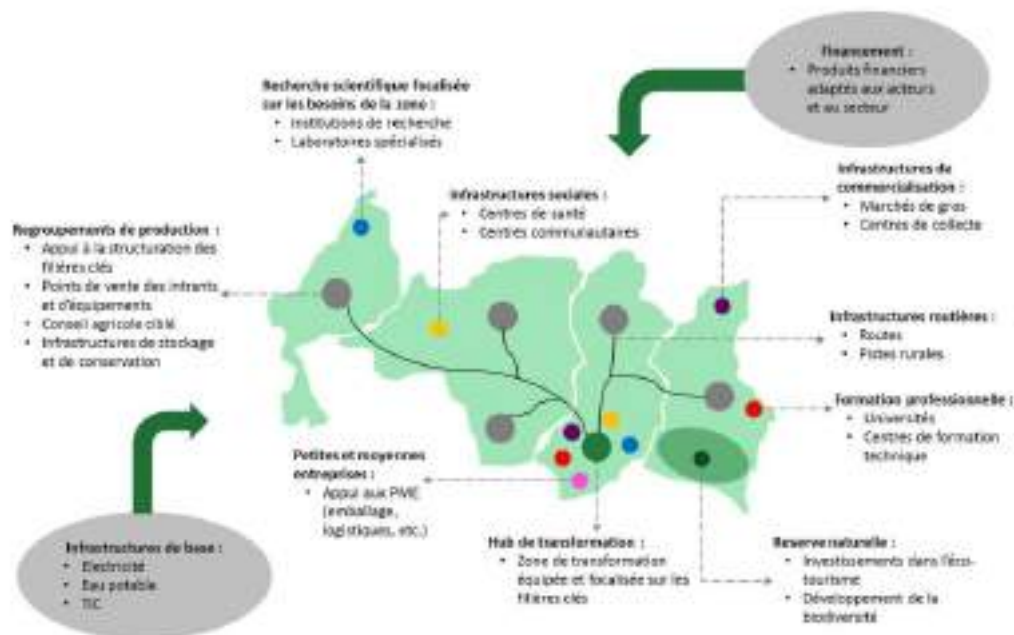 Financement :
• Produits financiers
adaptés aux acteurs
et au secteur
Recherche scientifique focalisée
sur les besoins de la zone :
• Institutions de recherche
• Laboratoires spécialisés
Infrastructures sociales :
• Centres de santé
• Centres communautaires
Infrastructures de
commercialisation :
• Marchés de gros
• Centres de collecte
Regroupements de production :
• Appui à la structuration des
filières clés
• Points de vente des intrants
et d'équipements
• Conseil agricole ciblé
• Infrastructures de stockage
et de conservation
Infrastructures routières :
• Routes
• Pistes rurales
Formation professionnelle :
• Universités
• Centres de formation
technique
Petites et moyennes
entreprises :
• Appui aux PME
(emballage,
logistiques, etc.)
Infrastructures de base :
• Electricité
• Eau potable
• TIC
Hub de transformation :
• Zone de transformation
équipée et focalisée sur les
filières clés
Reserve naturelle :
• Investissements dans l'éco-
tourisme
• Développement de la
biodiversité